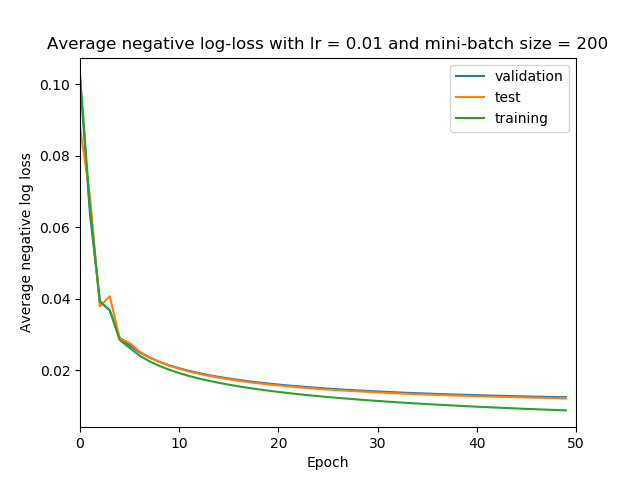 Average negative log-loss with lr = 0.01 and mini-batch size = 200
validation
test
training
Average negative log loss
0.10
0.08
0.06
0.04
0.02
0 10 20 30 40 50
Epoch